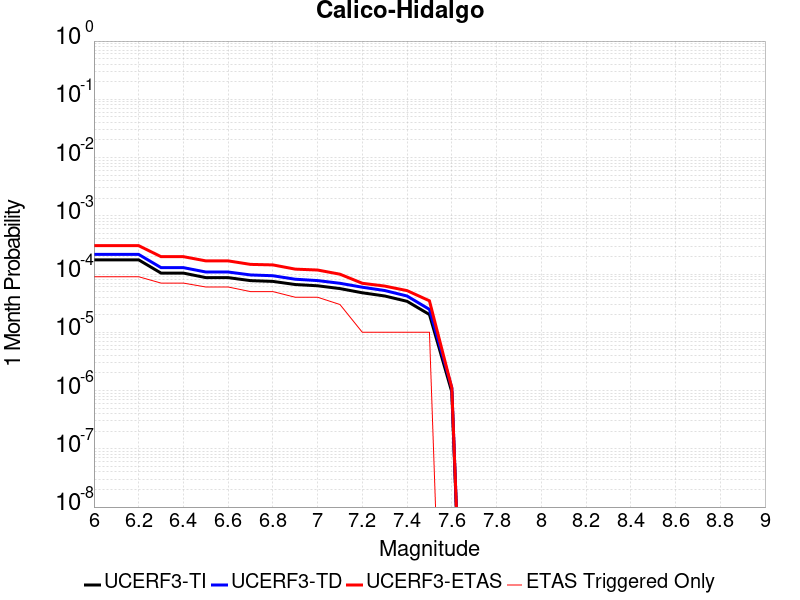 Calico-Hidalgo
10^0
10^-1
10^-2
10^-3
10^-4
10^-5
10^-6
10^-7
10^-8
1 Month Probability
6 6.2 6.4 6.6 6.8 7 7.2 7.4 7.6 7.8 8 8.2 8.4 8.6 8.8 9
Magnitude
UCERF3-TI UCERF3-TD UCERF3-ETAS ETAS Triggered Only